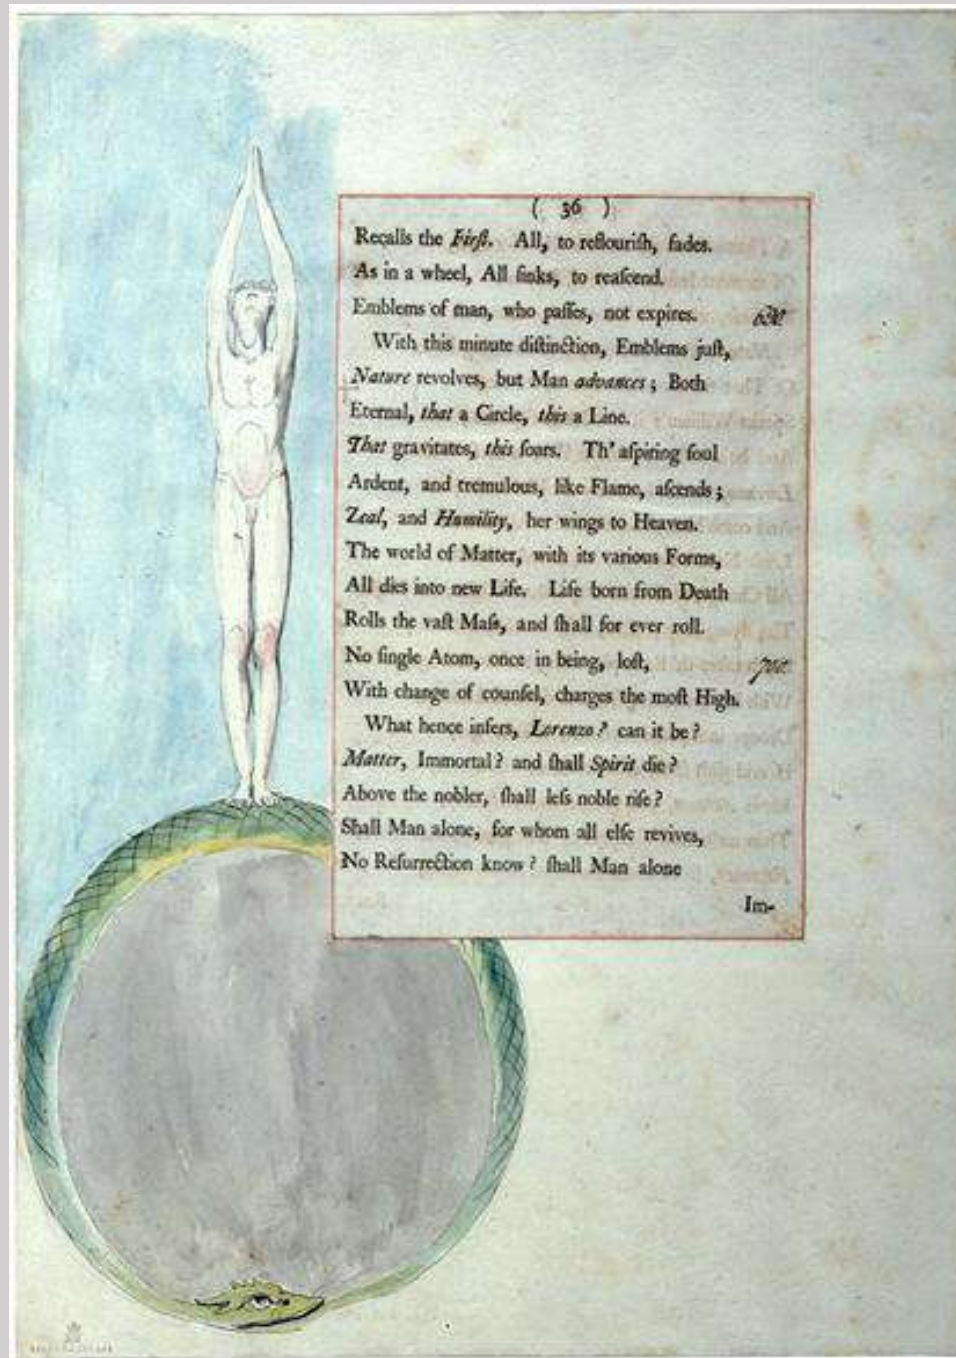 ( 36 )
Recalls the Firſt. All, to reflouriſh, fades.
As in a wheel, All ſinks, to reaſcend.
Emblems of man, who paſſes, not expires.
With this minute diſtinction, Emblems juſt,
Nature revolves, but Man advances; Both
Eternal, that a Circle, this a Line.
That gravitates, this ſoars. Th' aſpiring ſoul
Ardent, and tremulous, like Flame, aſcends;
Zeal, and Humility, her wings to Heaven.
The world of Matter, with its various Forms,
All dies into new Life. Life born from Death
Rolls the vaſt Maſs, and ſhall for ever roll.
No ſingle Atom, once in being, loſt, 700
With change of counſel, charges the moſt High.
What hence infers, Lorenzo? can it be?
Matter, Immortal? and ſhall Spirit die?
Above the nobler, ſhall leſs noble riſe?
Shall Man alone, for whom all elſe revives,
No Reſurrection know? ſhall Man alone
Im-